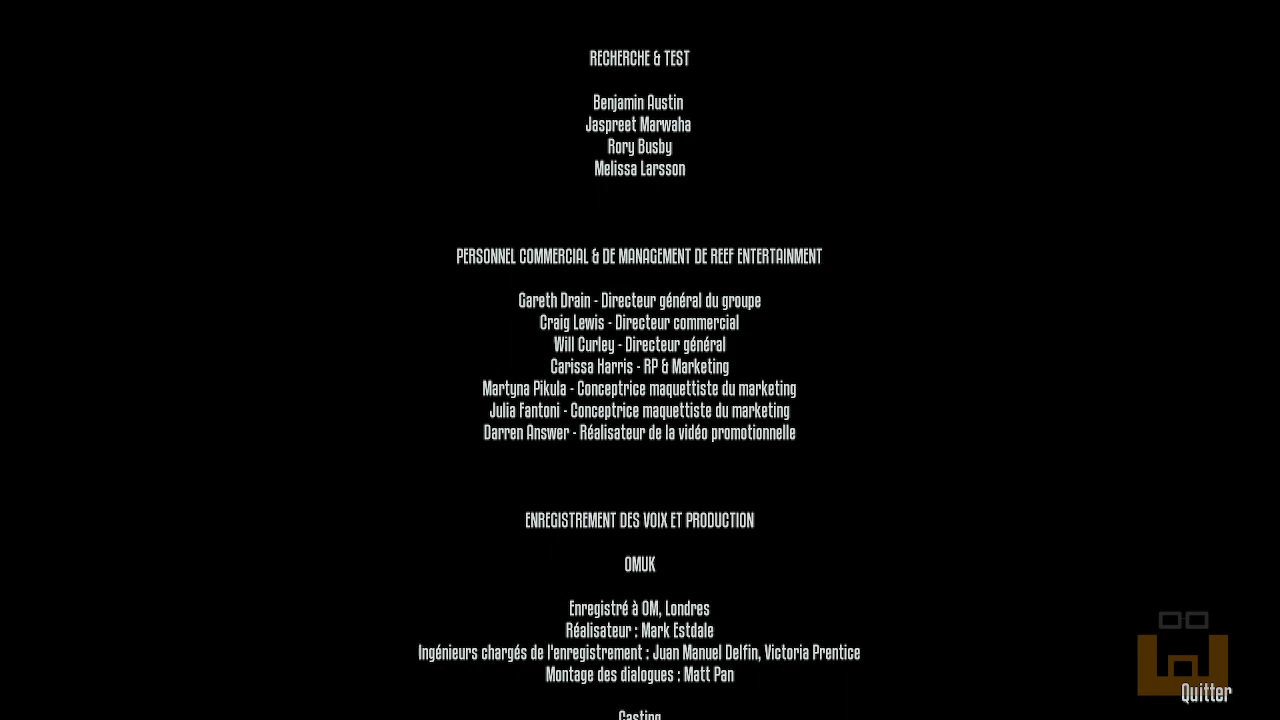 RECHERCHE & TEST
Benjamin Austin
Jaspreet Marwaha
Rory Busby
Melissa Larsson
PERSONNEL COMMERCIAL & DE MANAGEMENT DE REEF ENTERTAINMENT
Gareth Drain - Directeur général du groupe
Craig Lewis - Directeur commercial
Will Curley - Directeur général
Carissa Harris - RP & Marketing
Martyna Pikula - Conceptrice maquettiste du marketing
Julia Fantoni - Conceptrice maquettiste du marketing
Darren Answer - Réalisateur de la vidéo promotionnelle
ENREGISTREMENT DES VOIX ET PRODUCTION
OMUK
Enregistré à OM, Londres
Réalisateur : Mark Estdale
Ingénieurs chargés de l'enregistrement : Juan Manuel Delfin, Victoria Prentice
Montage des dialogues : Matt Pan
Casting
Quitter